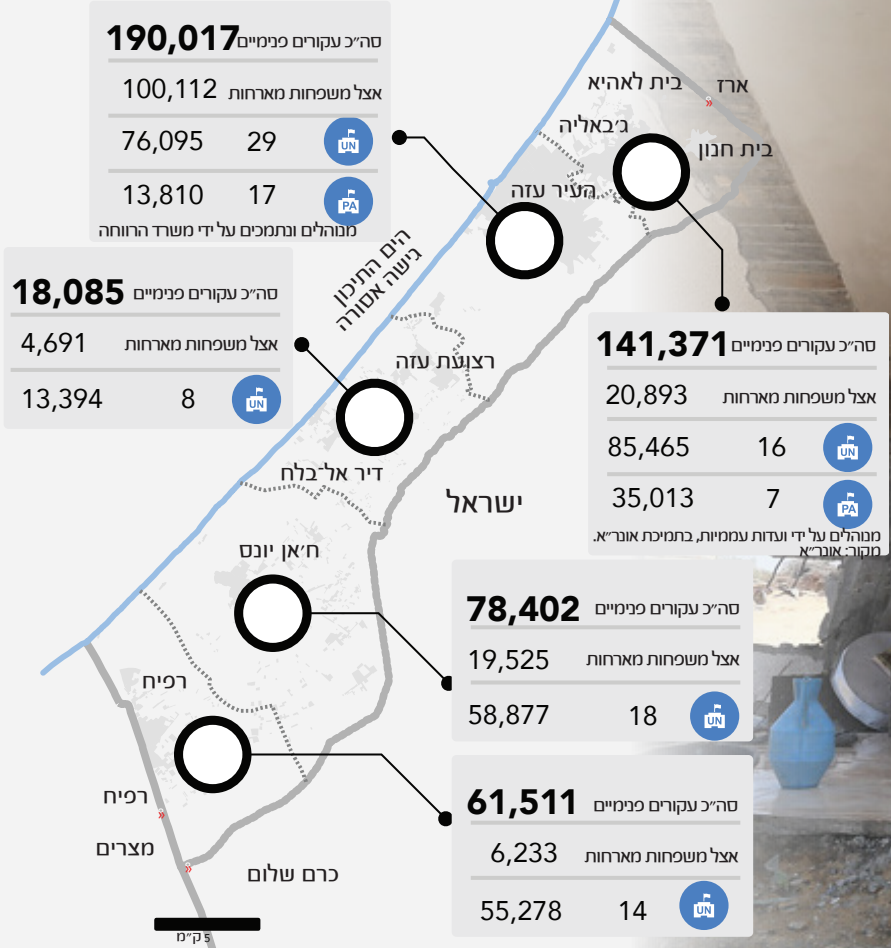 סה״כ עקורים פנימיים 190,017
אצל משפחות מארחות 100,112
UN 29 76,095
PA 17 13,810
מנוהלים ונתמכים על ידי משרד הרווחה
ארז
בית לאהיא
ג׳באליה
בית חנון
העיר עזה
הים התיכון
גישה אסורה
סה״כ עקורים פנימיים 18,085
אצל משפחות מארחות 4,691
UN 8 13,394
סה״כ עקורים פנימיים 141,371
אצל משפחות מארחות 20,893
UN 16 85,465
PA 7 35,013
מנוהלים על ידי ועדות עממיות, בתמיכת אונר״א.
מקור: אונר״א
רצועת עזה
דיר אל־בלח
ישראל
ח׳אן יונס
סה״כ עקורים פנימיים 78,402
אצל משפחות מארחות 19,525
UN 18 58,877
רפיח
סה״כ עקורים פנימיים 61,511
אצל משפחות מארחות 6,233
UN 14 55,278
רפיח
מצרים
כרם שלום
5 ק״מ